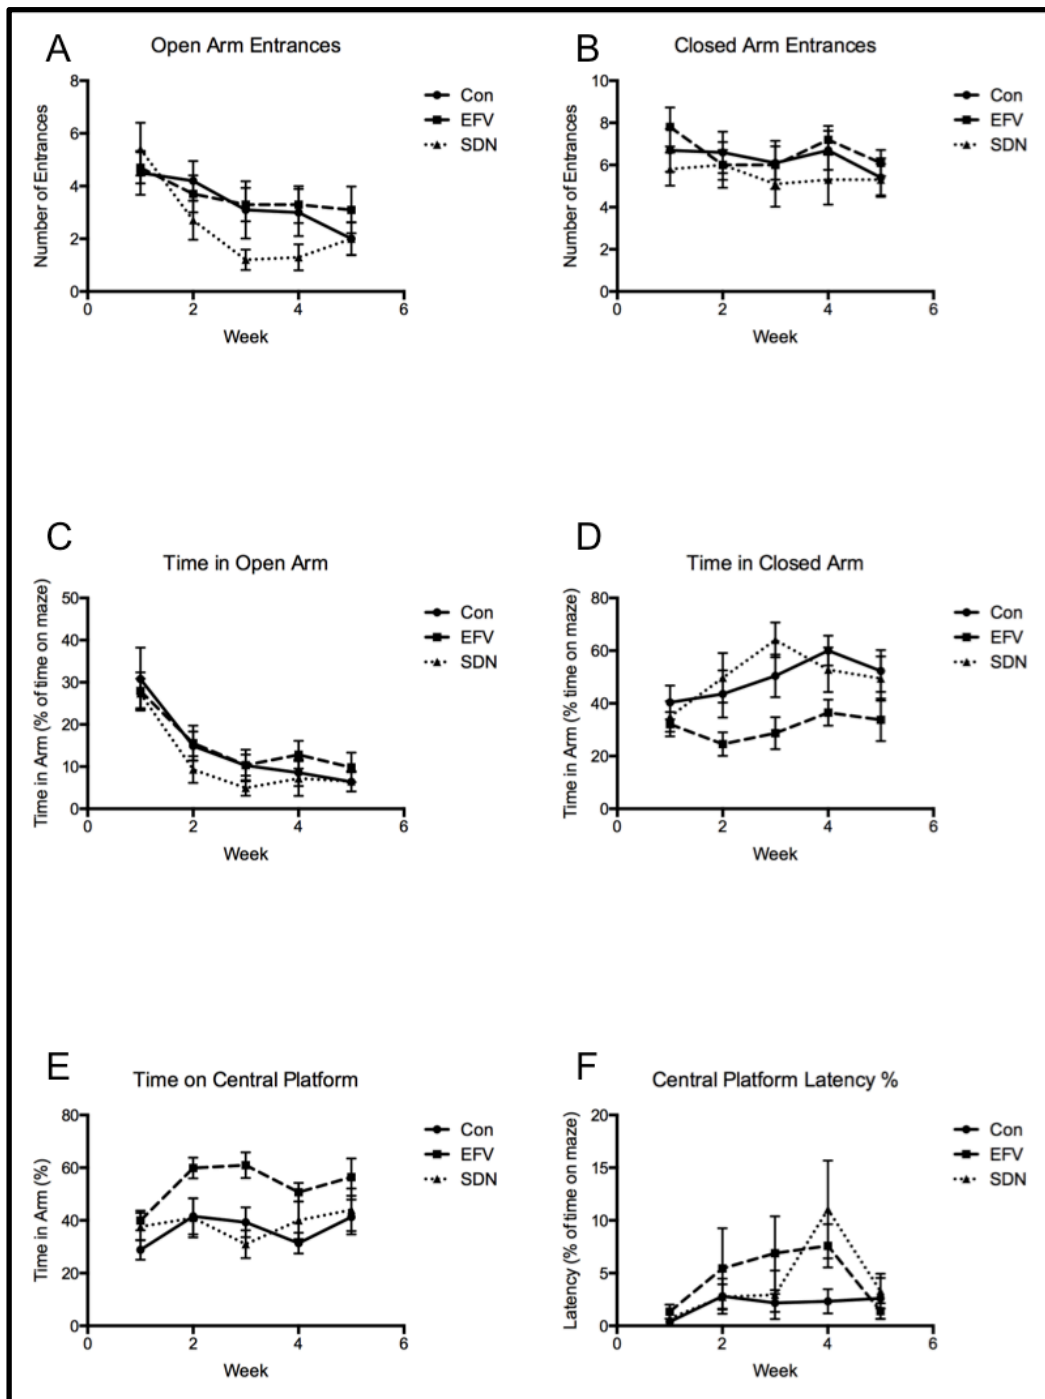 A
Open Arm Entrances
Number of Entrances
8
6
4
2
0
0
2
4
6
Week
Con
EFV
SDN
B
Closed Arm Entrances
Number of Entrances
10
8
6
4
2
0
0
2
4
6
Week
Con
EFV
SDN
C
Time in Open Arm
Time in Arm (% of time on maze)
50
40
30
20
10
0
0
2
4
6
Week
Con
EFV
SDN
D
Time in Closed Arm
Time in Arm (% time on maze)
80
60
40
20
0
0
2
4
6
Week
Con
EFV
SDN
E
Time on Central Platform
Time in Arm (%)
80
60
40
20
0
0
2
4
6
Week
Con
EFV
SDN
F
Central Platform Latency %
Latency (% of time on maze)
20
15
10
5
0
0
2
4
6
Week
Con
EFV
SDN